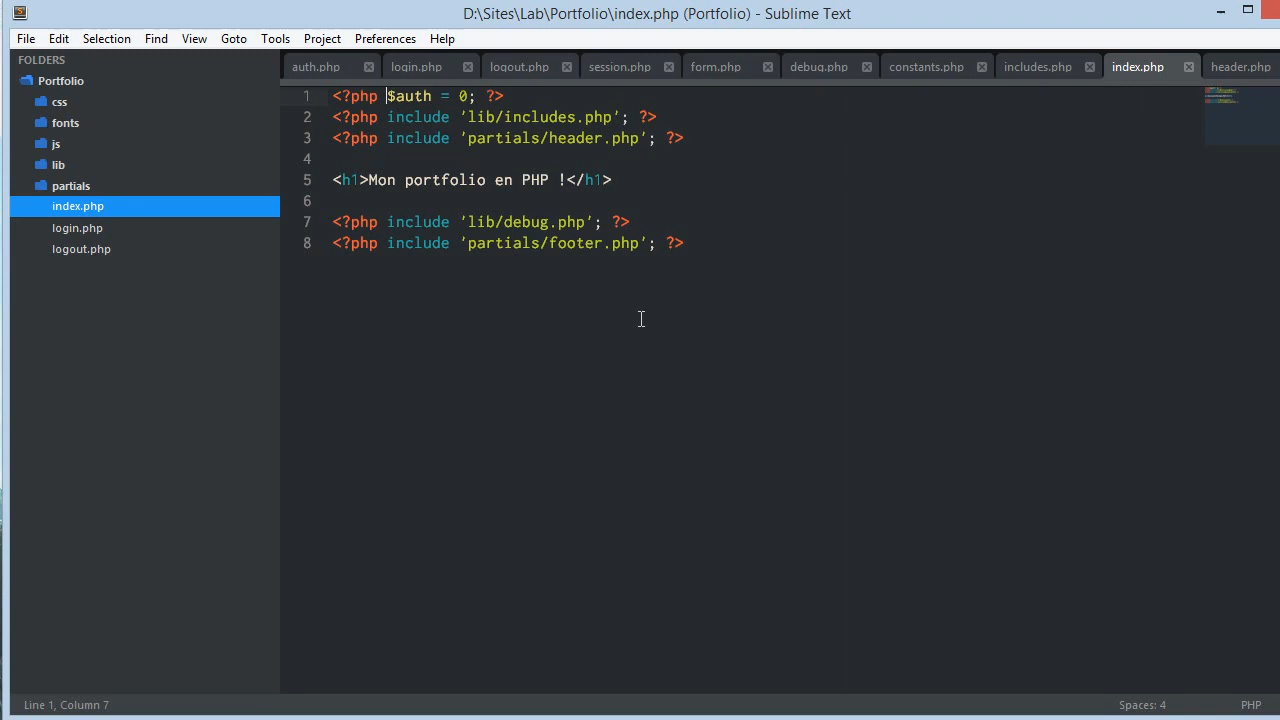 D:\Sites\Lab\Portfolio\index.php (Portfolio) - Sublime Text
File Edit Selection Find View Goto Tools Project Preferences Help
FOLDERS
Portfolio
css
fonts
js
lib
partials
index.php
login.php
logout.php
auth.php login.php logout.php session.php form.php debug.php constants.php includes.php index.php header.php
1 <?php $auth = 0; ?>
2 <?php include 'lib/includes.php'; ?>
3 <?php include 'partials/header.php'; ?>
4
5 <h1>Mon portfolio en PHP !</h1>
6
7 <?php include 'lib/debug.php'; ?>
8 <?php include 'partials/footer.php'; ?>
Line 1, Column 7 Spaces: 4 PHP